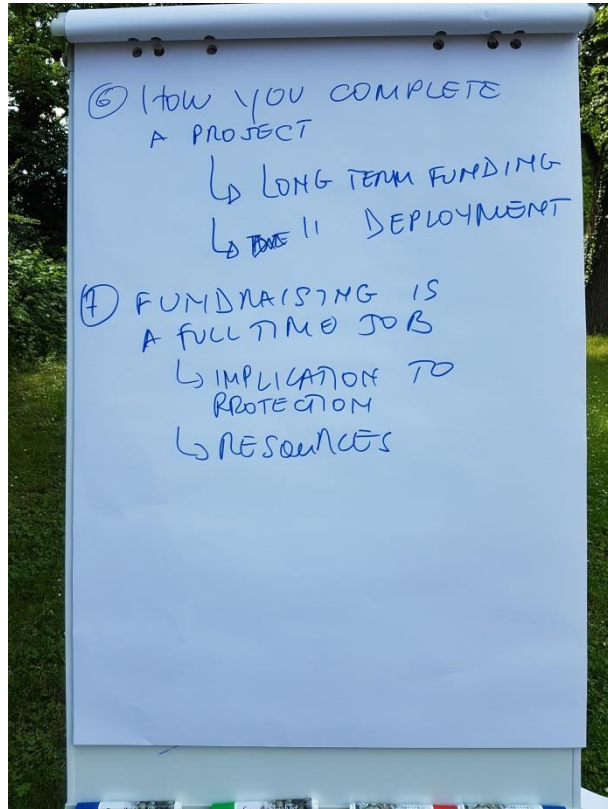 ⑥ HOW YOU COMPLETE
A PROJECT
↳ LONG TERM FUNDING
↳ " DEPLOYMENT
⑦ FUNDRAISING IS
A FULL TIME JOB
↳ IMPLICATION TO
PROTECTION
↳ RESOURCES